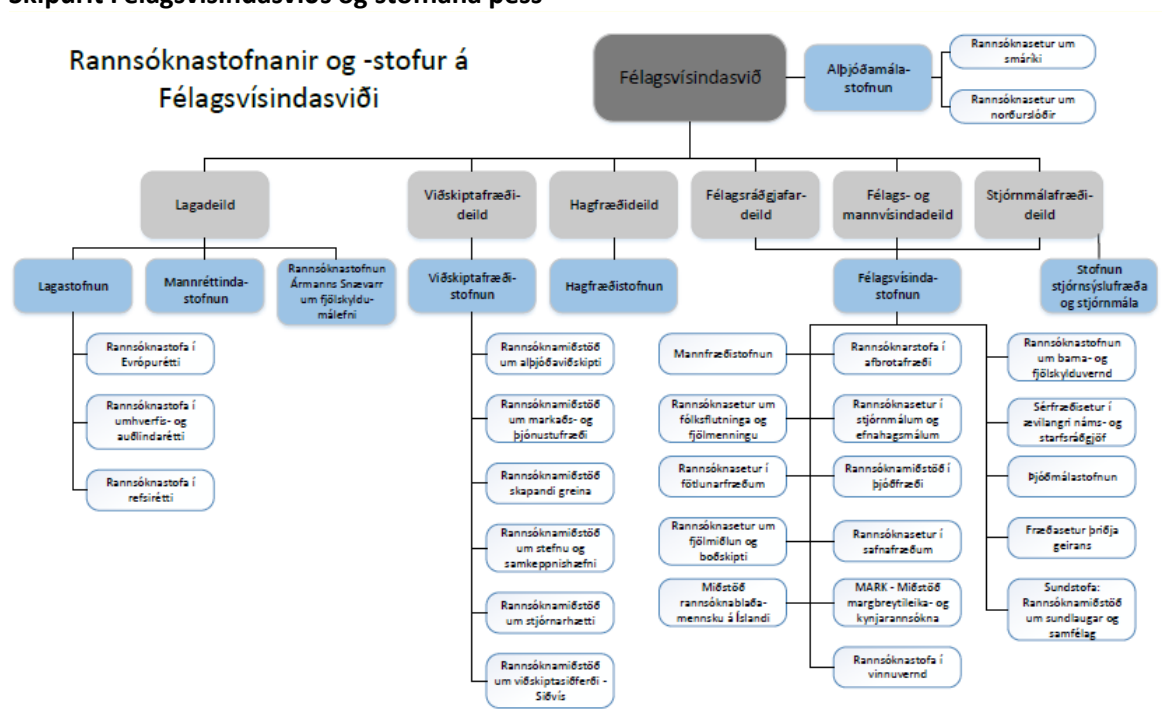 Skipurit Félagsvísindasviðs og stofnana þess
Rannsóknastofnanir og -stofur á
Félagsvísindasviði
Félagsvísindasvið
Alþjóðamála-
stofnun
Rannsóknasetur um
smáríki
Rannsóknasetur um
norðurslóðir
Lagadeild
Viðskiptafræði-
deild
Hagfræðideild
Félagsráðgjafar-
deild
Félags- og
mannvísindadeild
Stjórnmálafræði-
deild
Lagastofnun
Mannréttinda-
stofnun
Rannsóknastofnun
Ármanns Snævarr
um fjölskyldu-
málefni
Viðskiptafræði-
stofnun
Hagfræðistofnun
Félagsvísinda-
stofnun
Stofnun
stjórnsýslufræða
og stjórnmála
Rannsóknastofa í
Evrópurétti
Rannsóknastofa í
umhverfis- og
auðlindarétti
Rannsóknastofa í
refsirétti
Rannsóknamiðstöð
um alþjóðaviðskipti
Rannsóknamiðstöð
um markaðs- og
þjónustufræði
Rannsóknamiðstöð
skapandi greina
Rannsóknamiðstöð
um stefnu og
samkeppnishæfni
Rannsóknamiðstöð
um stjórnarhætti
Rannsóknamiðstöð
um viðskiptasiðferði -
Siðvís
Mannfræðistofnun
Rannsóknasetur um
fólksflutninga og
fjölmenningu
Rannsóknasetur í
fötlunarfræðum
Rannsóknasetur um
fjölmiðlun og
boðskipti
Miðstöð
rannsóknablaða-
mennsku á Íslandi
Rannsóknarstofa í
afbrotafræði
Rannsóknasetur í
stjórnmálum og
efnahagsmálum
Rannsóknamiðstöð í
þjóðfræði
Rannsóknasetur í
safnafræðum
MARK - Miðstöð
margbreytileika- og
kynjarannsókna
Rannsóknastofa í
vinnuvernd
Rannsóknastofnun
um barna- og
fjölskylduvernd
Sérfræðisetur í
ævilangri náms- og
starfsráðgjöf
Þjóðmálastofnun
Fræðasetur þriðja
geirans
Sundstofa:
Rannsóknamiðstöð
um sundlaugar og
samfélag